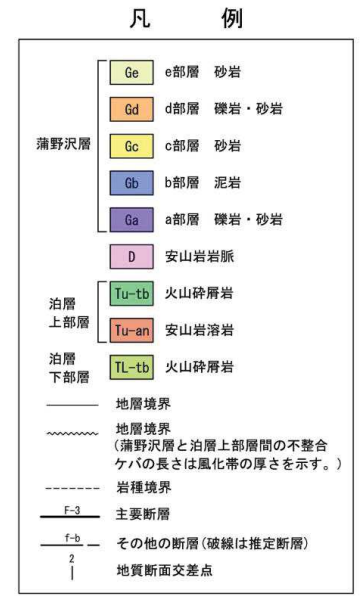 凡 例
Ge e部層 砂岩
Gd d部層 礫岩・砂岩
蒲野沢層
Gc c部層 砂岩
Gb b部層 泥岩
Ga a部層 礫岩・砂岩
D 安山岩岩脈
泊層
上部層
Tu-tb 火山砕屑岩
Tu-an 安山岩溶岩
泊層
下部層
TL-tb 火山砕屑岩
地層境界
地層境界
(蒲野沢層と泊層上部層間の不整合
ケバの長さは風化帯の厚さを示す。)
岩種境界
F-3 主要断層
f-b その他の断層(破線は推定断層)
2 地質断面交差点